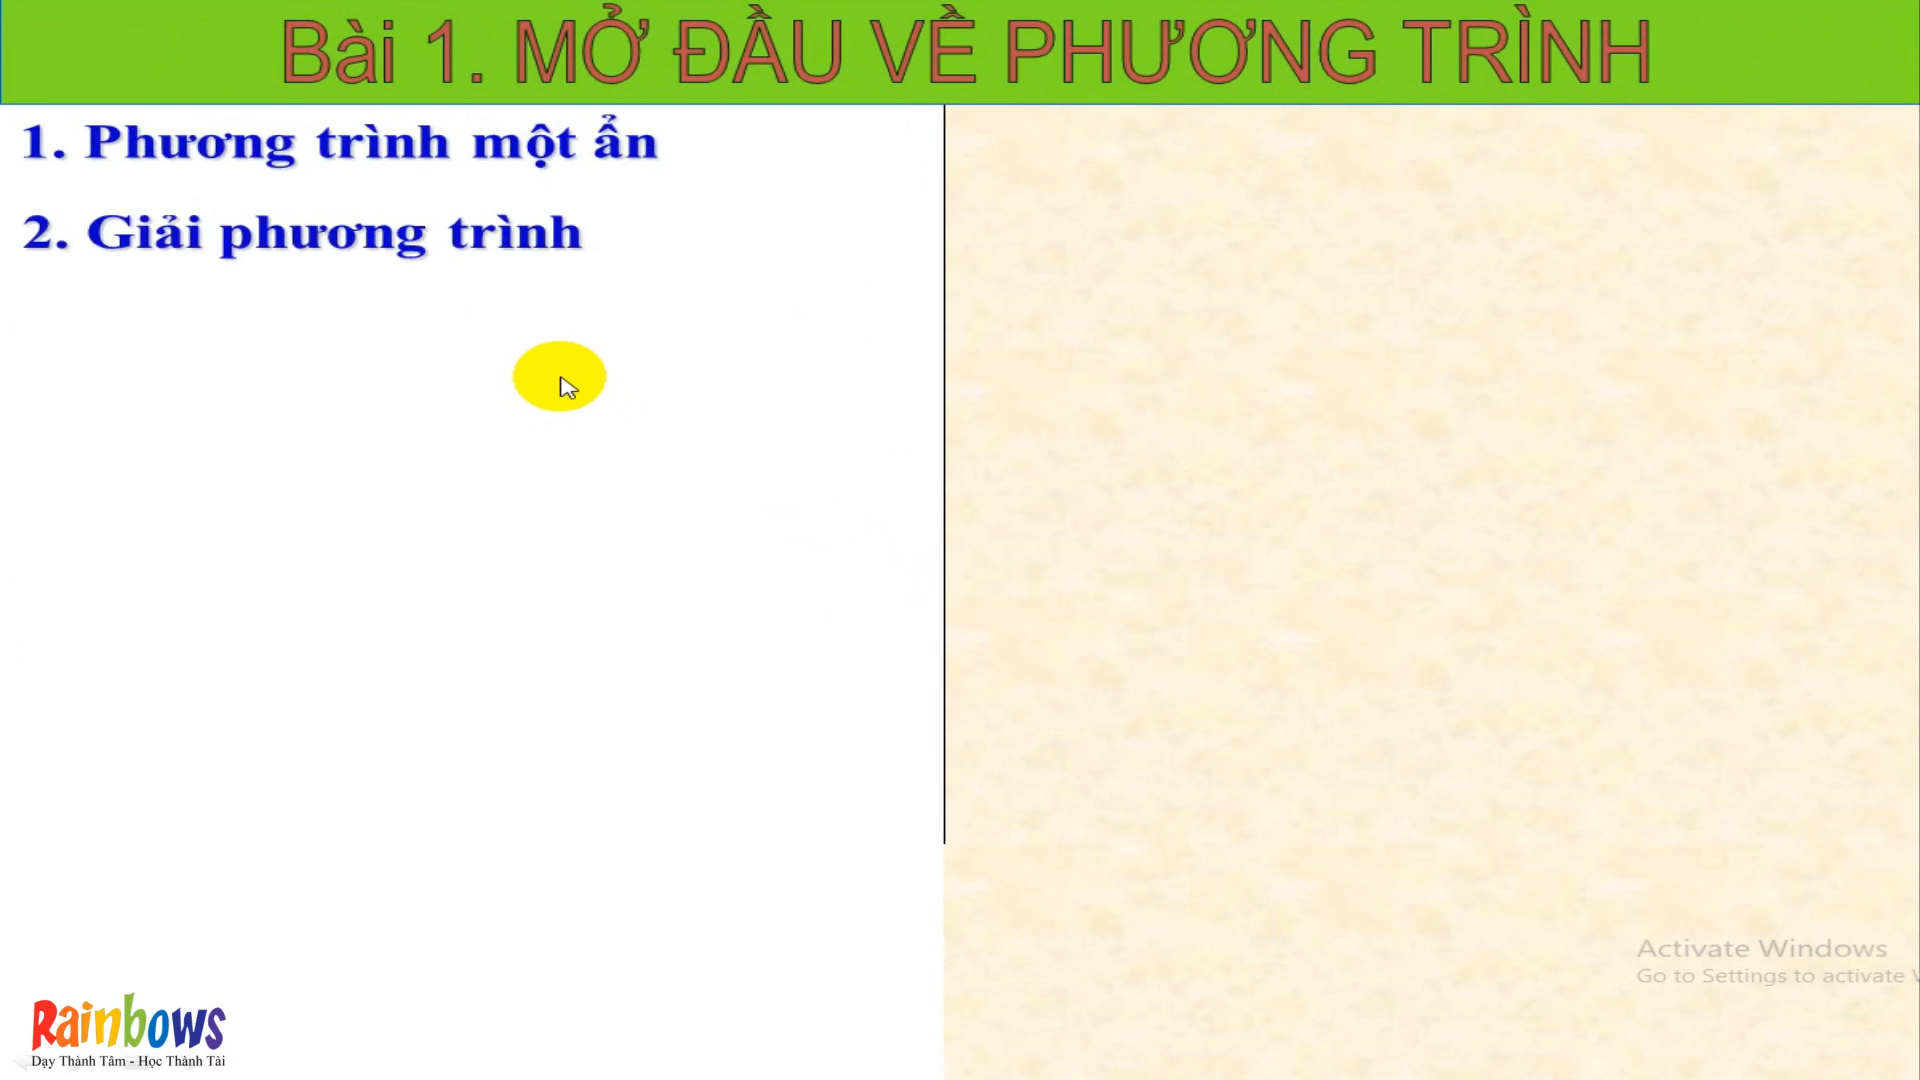 Bài 1. MỞ ĐẦU VỀ PHƯƠNG TRÌNH
1. Phương trình một ẩn
2. Giải phương trình
Activate Windows
Go to Settings to activate
Rainbows
Dạy Thành Tâm - Học Thành Tài